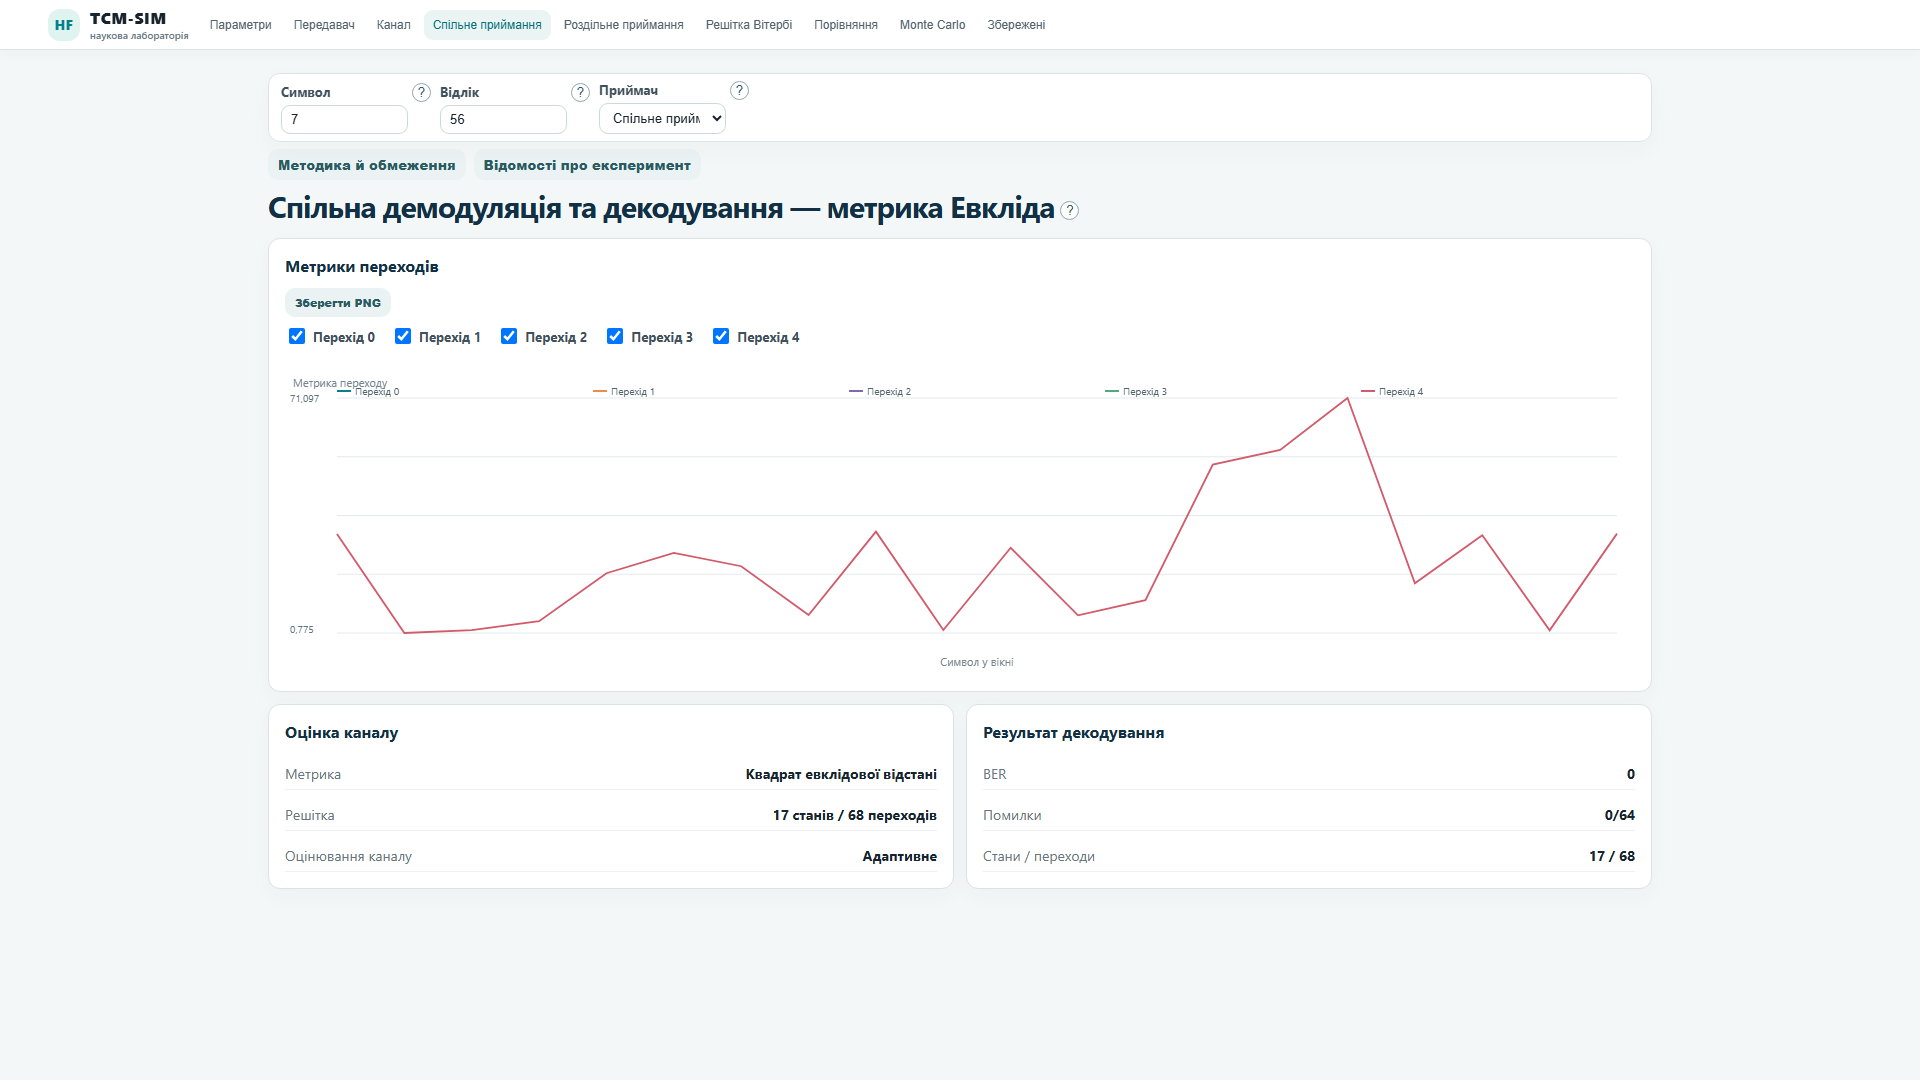 HF
TCM-SIM
наукова лабораторія
Параметри
Передавач
Канал
Спільне приймання
Роздільне приймання
Решітка Вітербі
Порівняння
Monte Carlo
Збережені
Символ ?
7
Відлік ?
56
Приймач ?
Спільне прийм
Методика й обмеження
Відомості про експеримент
Спільна демодуляція та декодування — метрика Евкліда ?
Метрики переходів
Зберегти PNG
Перехід 0
Перехід 1
Перехід 2
Перехід 3
Перехід 4
Метрика переходу
Перехід 0
Перехід 1
Перехід 2
Перехід 3
Перехід 4
71,097
0,775
Символ у вікні
Оцінка каналу
Метрика Квадрат евклідової відстані
Решітка 17 станів / 68 переходів
Оцінювання каналу Адаптивне
Результат декодування
BER 0
Помилки 0/64
Стани / переходи 17 / 68